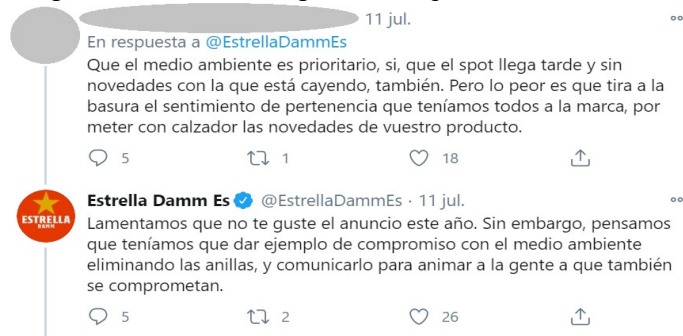 11 jul.
En respuesta a @EstrellaDammEs
Que el medio ambiente es prioritario, si, que el spot llega tarde y sin
novedades con la que está cayendo, también. Pero lo peor es que tira a la
basura el sentimiento de pertenencia que teníamos todos a la marca, por
meter con calzador las novedades de vuestro producto.
5 1 18
Estrella Damm Es @EstrellaDammEs · 11 jul.
ESTRELLA
DAMM
Lamentamos que no te guste el anuncio este año. Sin embargo, pensamos
que teníamos que dar ejemplo de compromiso con el medio ambiente
eliminando las anillas, y comunicarlo para animar a la gente a que también
se comprometan.
5 2 26